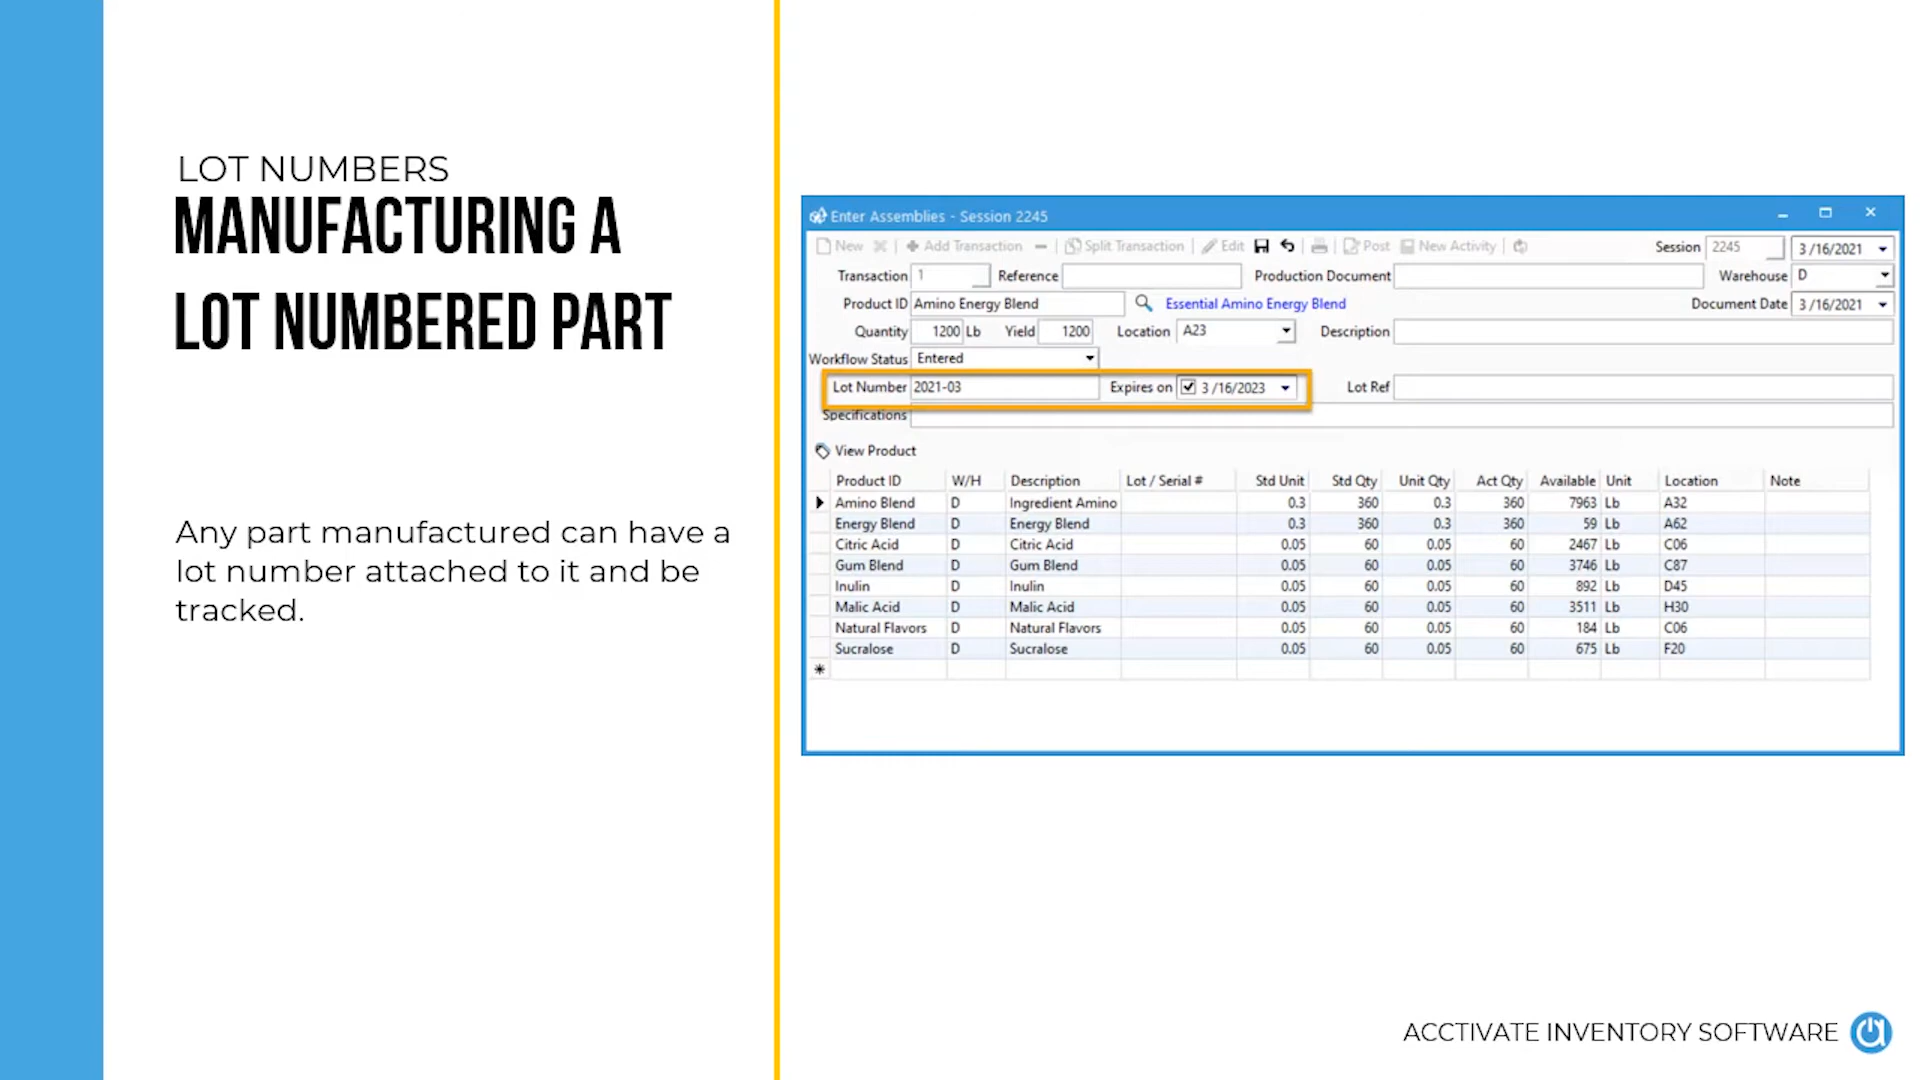 LOT NUMBERS
MANUFACTURING A
LOT NUMBERED PART
Any part manufactured can have a
lot number attached to it and be
tracked.
Enter Assemblies - Session 2245
New Add Transaction Split Transaction Edit Post New Activity Session 2245 3 /16/2021
Transaction 1 Reference Production Document Warehouse D
Product ID Amino Energy Blend Essential Amino Energy Blend Document Date 3 /16/2021
Quantity 1200 Lb Yield 1200 Location A23 Description
Workflow Status Entered
Lot Number 2021-03 Expires on 3 /16/2023 Lot Ref
Specifications
View Product
Product ID W/H Description Lot / Serial # Std Unit Std Qty Unit Qty Act Qty Available Unit Location Note
Amino Blend D Ingredient Amino 0.3 360 0.3 360 7963 Lb A32
Energy Blend D Energy Blend 0.3 360 0.3 360 59 Lb A62
Citric Acid D Citric Acid 0.05 60 0.05 60 2467 Lb C06
Gum Blend D Gum Blend 0.05 60 0.05 60 3746 Lb C87
Inulin D Inulin 0.05 60 0.05 60 892 Lb D45
Malic Acid D Malic Acid 0.05 60 0.05 60 3511 Lb H30
Natural Flavors D Natural Flavors 0.05 60 0.05 60 184 Lb C06
Sucralose D Sucralose 0.05 60 0.05 60 675 Lb F20
ACCTIVATE INVENTORY SOFTWARE